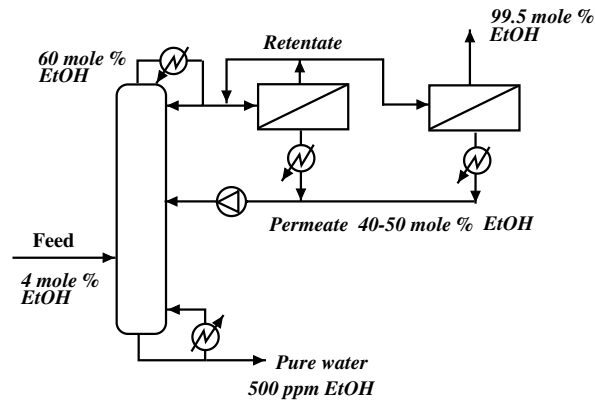 99.5 mole %
EtOH
60 mole %
EtOH
Retentate
Permeate 40-50 mole % EtOH
Feed
4 mole %
EtOH
Pure water
500 ppm EtOH